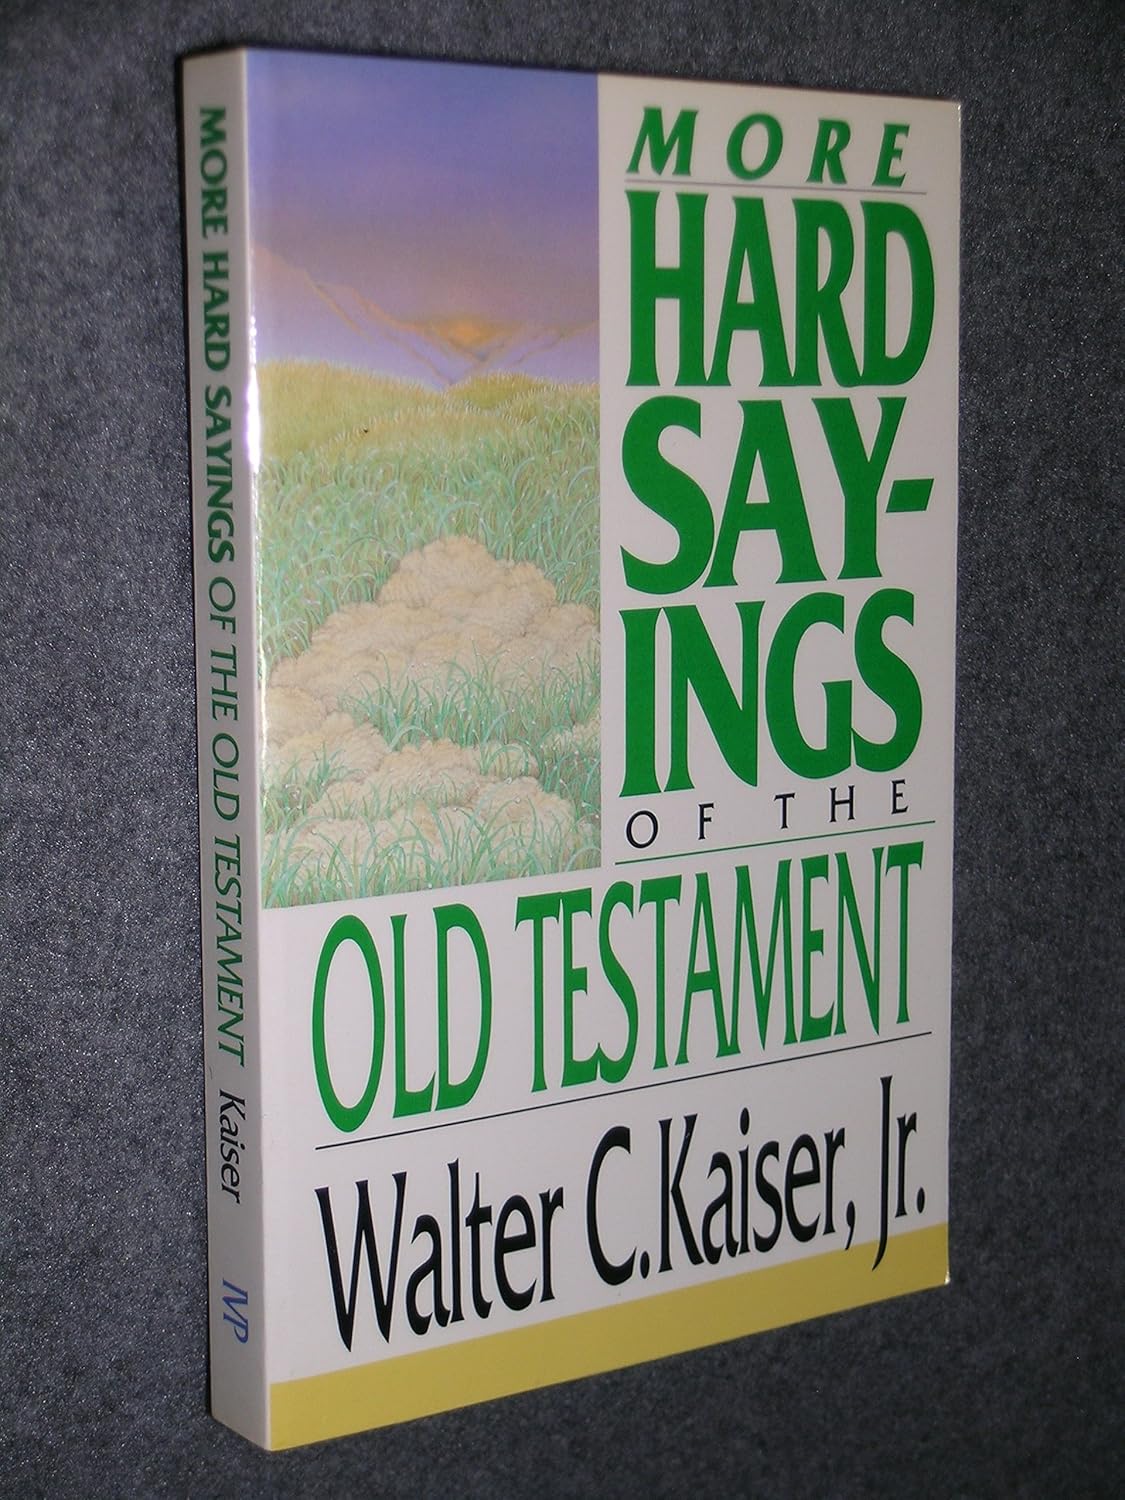 MORE HARD SAYINGS OF THE OLD TESTAMENT Kaiser IVP
MORE
HARD
SAY-
INGS
OF THE
OLD TESTAMENT
Walter C. Kaiser, Jr.